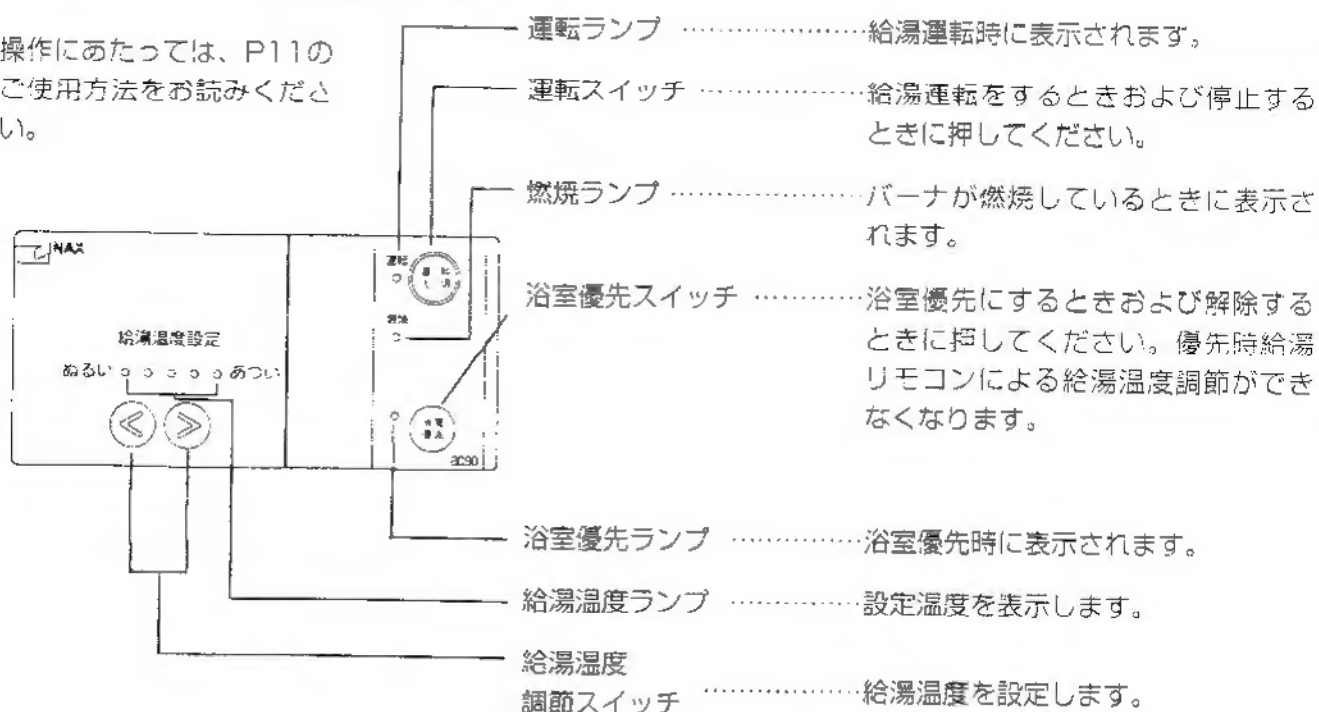 操作にあたっては、P11の
ご使用方法をお読みくださ
い。
運転ランプ ………………給湯運転時に表示されます。
運転スイッチ ……………給湯運転をするときおよび停止する
ときに押してください。
燃焼ランプ ………………バーナが燃焼しているときに表示さ
れます。
浴室優先スイッチ …………浴室優先にするときおよび解除する
ときに押してください。優先時給湯
リモコンによる給湯温度調節ができ
なくなります。
NAX
運転
燃焼
給湯温度設定
ぬるい あつい
浴室優先ランプ ……………浴室優先時に表示されます。
給湯温度ランプ ……………設定温度を表示します。
給湯温度
調節スイッチ ………………給湯温度を設定します。